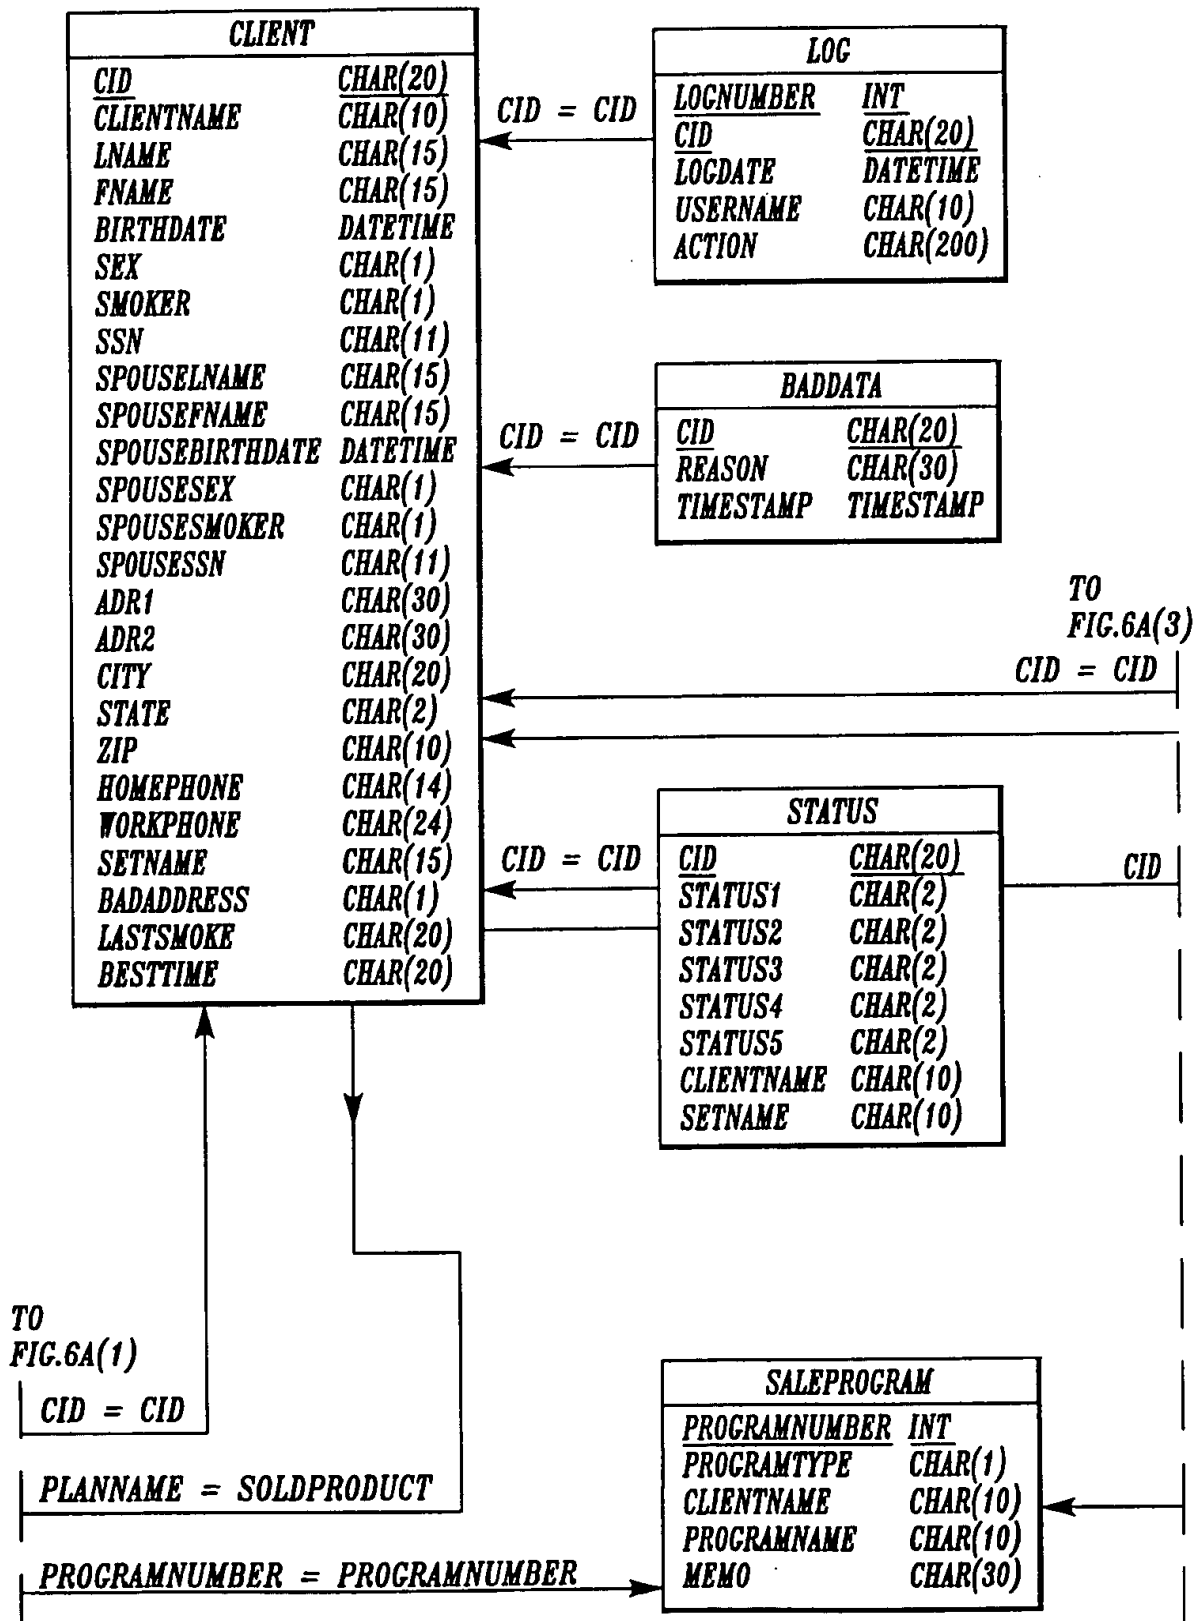 CLIENT
CID CHAR(20)
CLIENTNAME CHAR(10)
LNAME CHAR(15)
FNAME CHAR(15)
BIRTHDATE DATETIME
SEX CHAR(1)
SMOKER CHAR(1)
SSN CHAR(11)
SPOUSELNAME CHAR(15)
SPOUSEFNAME CHAR(15)
SPOUSEBIRTHDATE DATETIME
SPOUSESEX CHAR(1)
SPOUSESMOKER CHAR(1)
SPOUSESSN CHAR(11)
ADR1 CHAR(30)
ADR2 CHAR(30)
CITY CHAR(20)
STATE CHAR(2)
ZIP CHAR(10)
HOMEPHONE CHAR(14)
WORKPHONE CHAR(24)
SETNAME CHAR(15)
BADADDRESS CHAR(1)
LASTSMOKE CHAR(20)
BESTTIME CHAR(20)
CID = CID
LOG
LOGNUMBER INT
CID CHAR(20)
LOGDATE DATETIME
USERNAME CHAR(10)
ACTION CHAR(200)
CID = CID
BADDATA
CID CHAR(20)
REASON CHAR(30)
TIMESTAMP TIMESTAMP
TO
FIG.6A(3)
CID = CID
CID = CID
STATUS
CID CHAR(20)
STATUS1 CHAR(2)
STATUS2 CHAR(2)
STATUS3 CHAR(2)
STATUS4 CHAR(2)
STATUS5 CHAR(2)
CLIENTNAME CHAR(10)
SETNAME CHAR(10)
CID
TO
FIG.6A(1)
CID = CID
PLANNAME = SOLDPRODUCT
PROGRAMNUMBER = PROGRAMNUMBER
SALEPROGRAM
PROGRAMNUMBER INT
PROGRAMTYPE CHAR(1)
CLIENTNAME CHAR(10)
PROGRAMNAME CHAR(10)
MEMO CHAR(30)